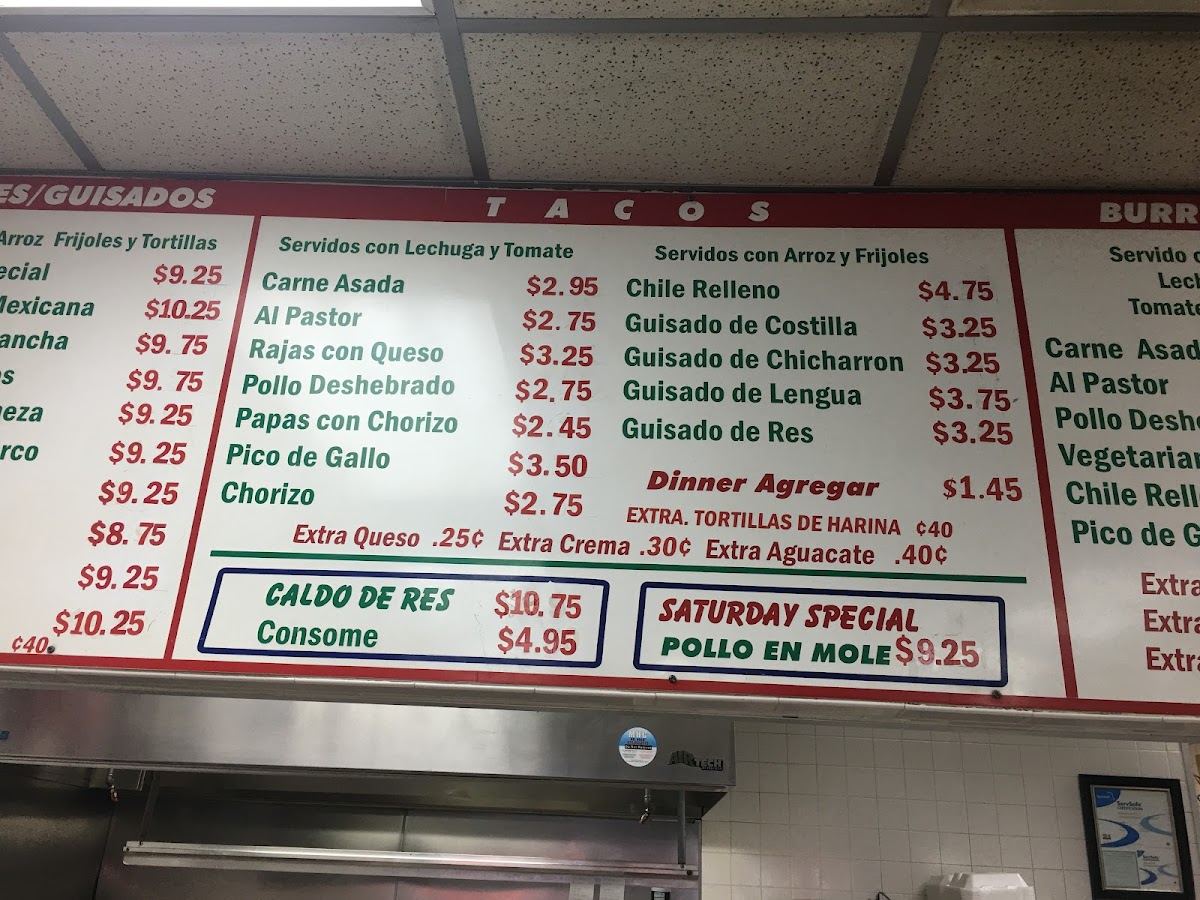 ES/GUISADOS
Arroz Frijoles y Tortillas
ecial $9.25
Mexicana $10.25
ancha $9.75
os $9.75
eza $9.25
rco $9.25
$9.25
$8.75
$9.25
$10.25
¢40
TACOS
Servidos con Lechuga y Tomate
Carne Asada $2.95
Al Pastor $2.75
Rajas con Queso $3.25
Pollo Deshebrado $2.75
Papas con Chorizo $2.45
Pico de Gallo $3.50
Chorizo $2.75
Servidos con Arroz y Frijoles
Chile Relleno $4.75
Guisado de Costilla $3.25
Guisado de Chicharron $3.25
Guisado de Lengua $3.75
Guisado de Res $3.25
Dinner Agregar $1.45
EXTRA. TORTILLAS DE HARINA ¢40
Extra Queso .25¢ Extra Crema .30¢ Extra Aguacate .40¢
CALDO DE RES $10.75
Consome $4.95
SATURDAY SPECIAL
POLLO EN MOLE $9.25
BURR
Servido c
Lech
Tomate
Carne Asad
Al Pastor
Pollo Deshe
Vegetarian
Chile Rell
Pico de G
Extra
Extra
Extra
AIRTECH
ServSafe